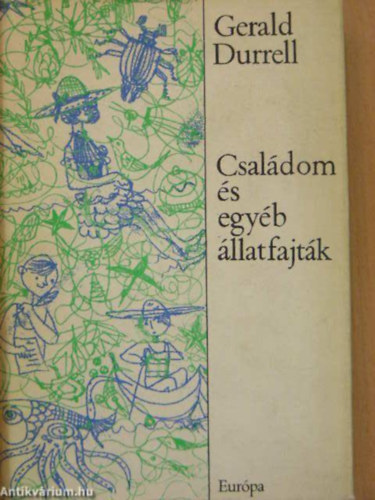 Gerald
Durrell
Családom
és
egyéb
állatfajták
Európa
Antikvárium.hu